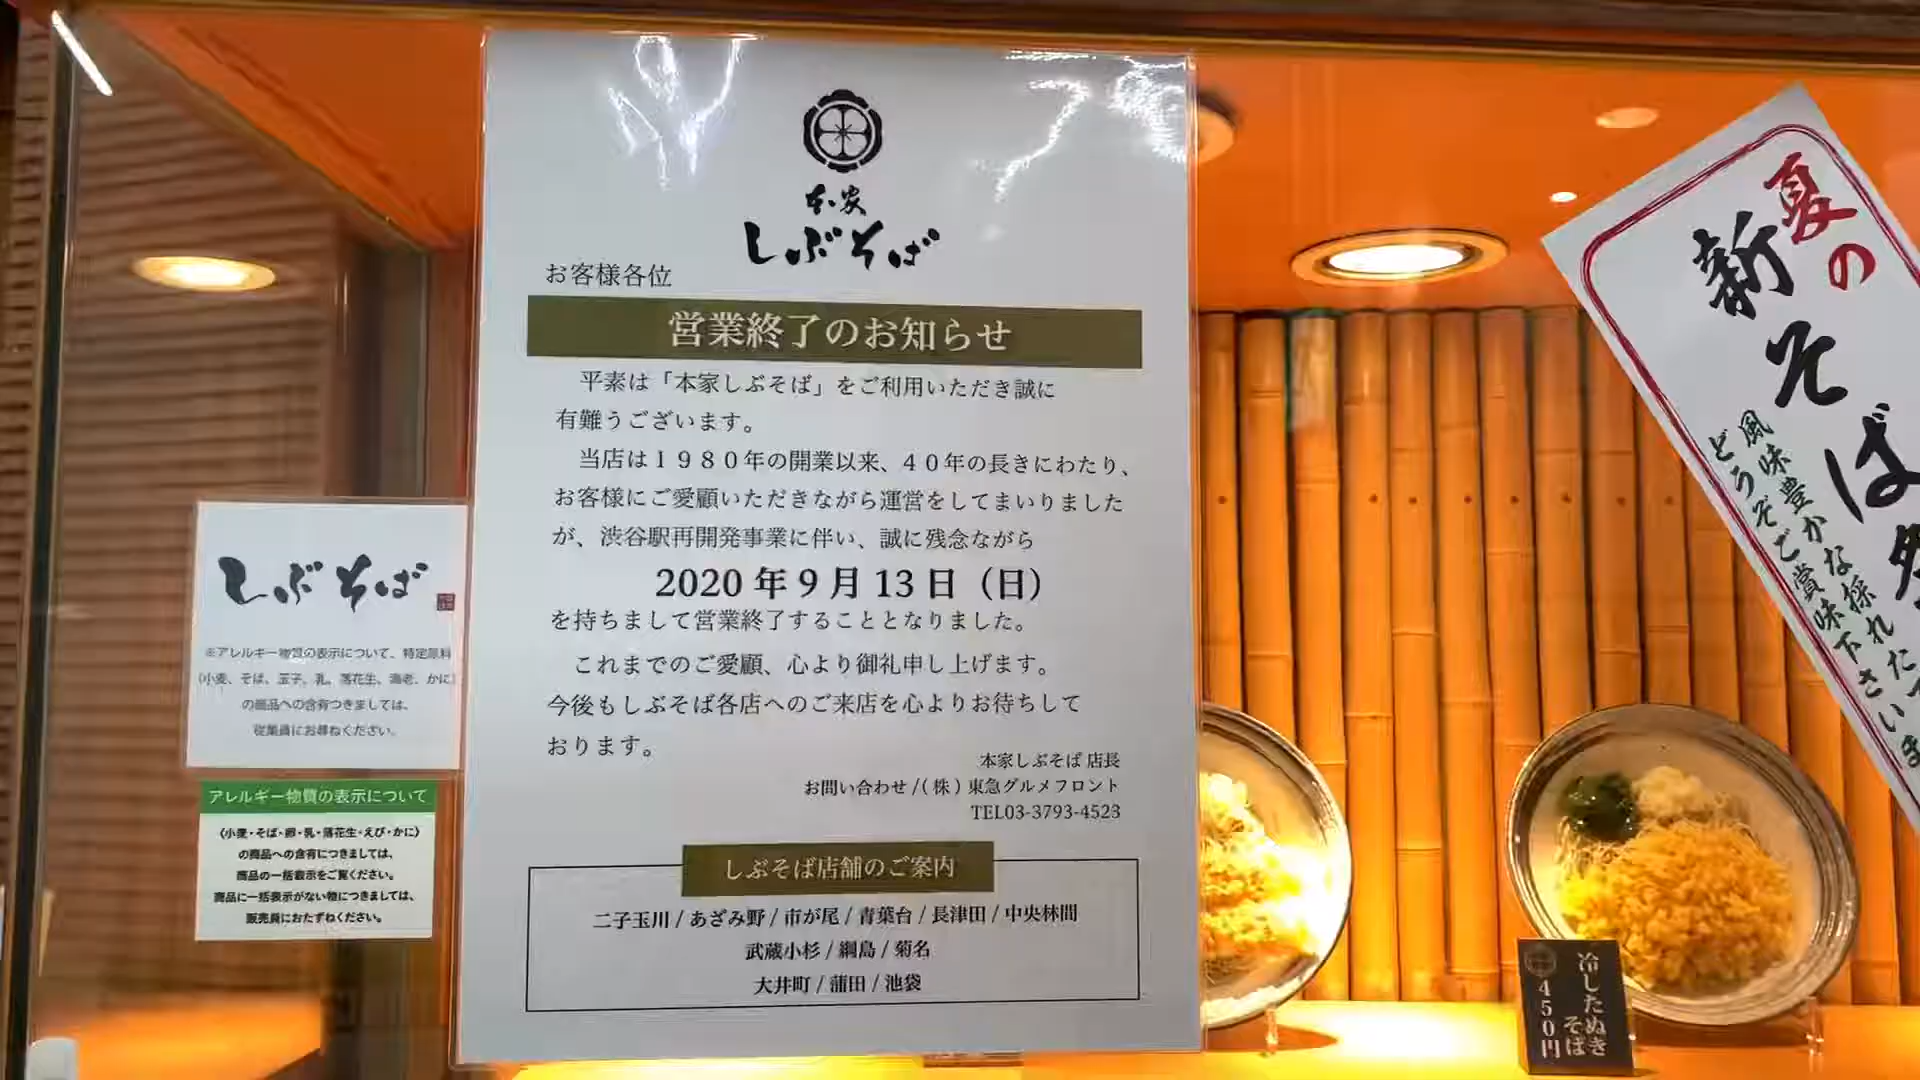 本家
しぶそば
お客様各位
営業終了のお知らせ
平素は「本家しぶそば」をご利用いただき誠に
有難うございます。
当店は1980年の開業以来、40年の長きにわたり、
お客様にご愛顧いただきながら運営をしてまいりました
が、渋谷駅再開発事業に伴い、誠に残念ながら
2020年9月13日（日）
を持ちまして営業終了することとなりました。
これまでのご愛顧、心より御礼申し上げます。
今後もしぶそば各店へのご来店を心よりお待ちして
おります。
本家しぶそば 店長
お問い合わせ/(株)東急グルメフロント
TEL03-3793-4523
しぶそば店舗のご案内
二子玉川/あざみ野/市が尾/青葉台/長津田/中央林間
武蔵小杉/綱島/菊名
大井町/蒲田/池袋
しぶそば
※アレルギー物質の表示について、特定原料
(小麦、そば、玉子、乳、落花生、海老、かに)
の商品への含有つきましては、
従業員にお尋ねください。
アレルギー物質の表示について
《小麦・そば・卵・乳・落花生・えび・かに》
の商品への含有につきましては、
商品の一括表示をご覧ください。
商品に一括表示がない物につきましては、
販売員におたずねください。
夏の
新そば
風味豊かな採れたて
どうぞご賞味下さいま
冷したぬき
そば
450円